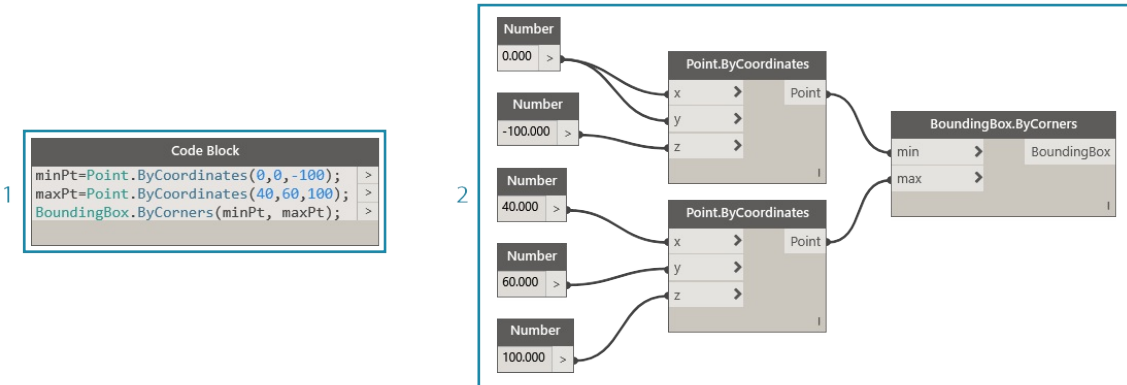 1
Code Block
minPt=Point.ByCoordinates(0,0,-100); >
maxPt=Point.ByCoordinates(40,60,100); >
BoundingBox.ByCorners(minPt, maxPt); >
2
Number
0.000 >
Number
-100.000 >
Number
40.000 >
Number
60.000 >
Number
100.000 >
Point.ByCoordinates
x > Point
y >
z >
l
Point.ByCoordinates
x > Point
y >
z >
l
BoundingBox.ByCorners
min > BoundingBox
max >
l